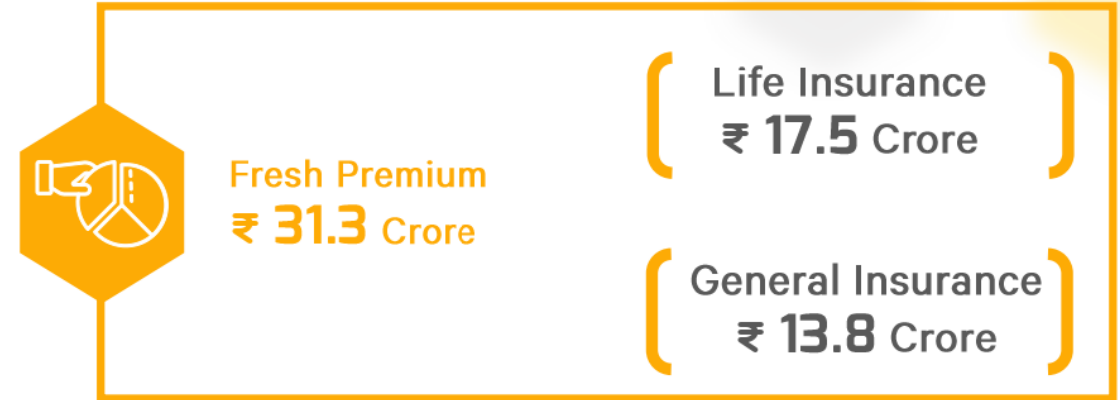 Fresh Premium
₹ 31.3 Crore
Life Insurance
₹ 17.5 Crore
General Insurance
₹ 13.8 Crore